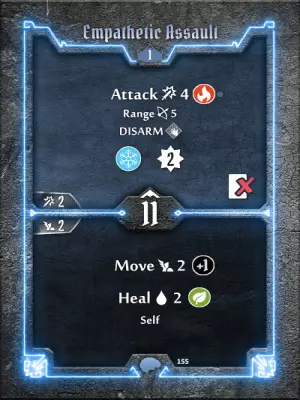 Empathetic Assault
1
Attack 4
Range 5
DISARM
2
2
2
11
Move 2 +1
Heal 2
Self
155